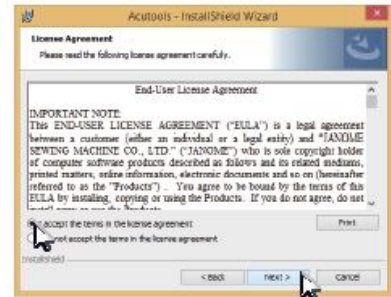 Acutools - InstallShield Wizard
License Agreement
Please read the following license agreement carefully.
End-User License Agreement
IMPORTANT NOTE:
This END-USER LICENSE AGREEMENT ("EULA") is a legal agreement
between a customer (either an individual or a legal entity) and "JANOME
SEWING MACHINE CO., LTD." ("JANOME") who is sole copyright holder
of computer software products described as follows and its related mediums,
printed matters, online information, electronic documents and so on (hereinafter
referred to as the "Products") . You agree to be bound by the terms of this
EULA by installing, copying or using the Products. If you do not agree, do not
accept the terms in the license agreement
Print
not accept the terms in the license agreement
InstallShield
< Back
Next >
Cancel